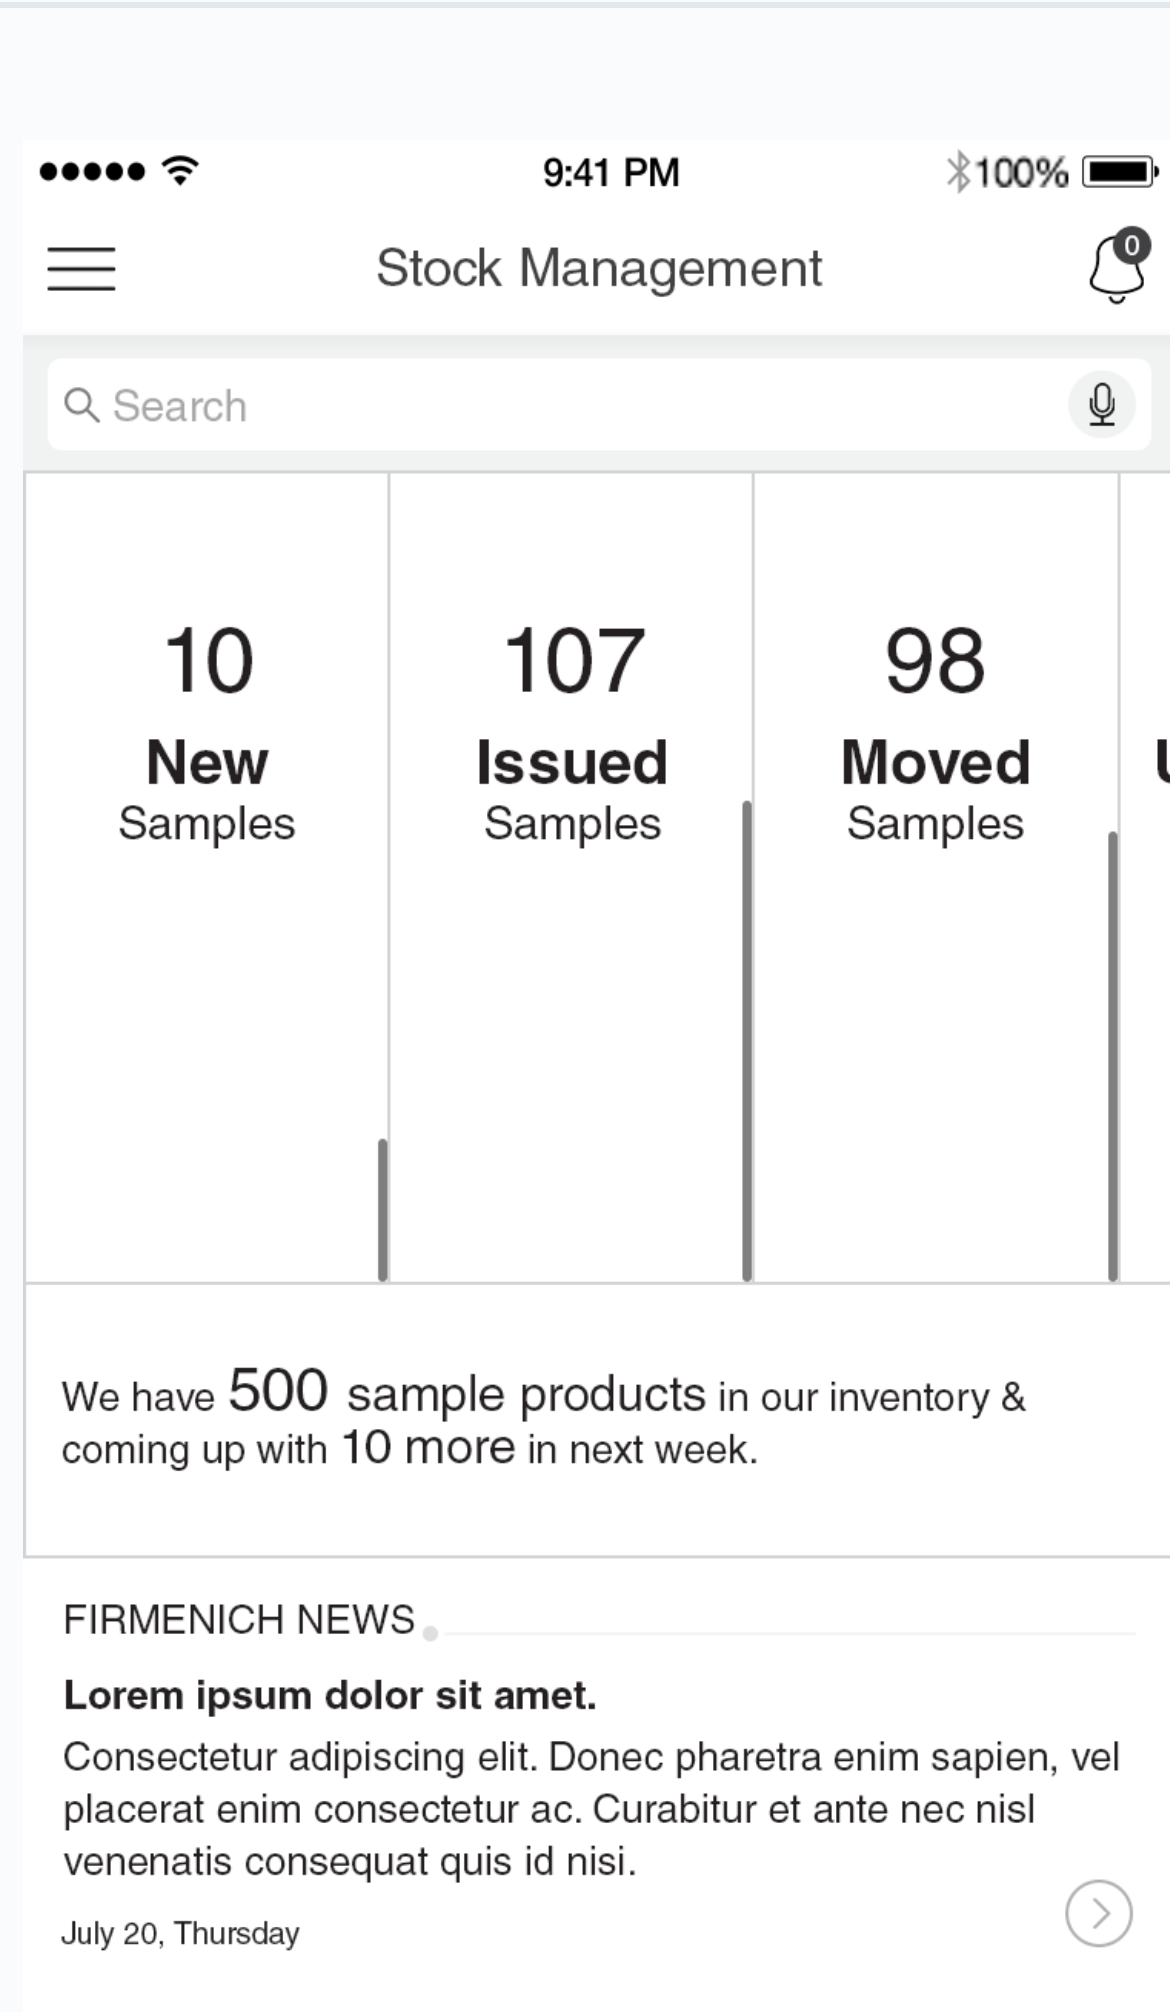 9:41 PM
100%
Stock Management
0
Search
10
New
Samples
107
Issued
Samples
98
Moved
Samples
We have 500 sample products in our inventory &
coming up with 10 more in next week.
FIRMENICH NEWS
Lorem ipsum dolor sit amet.
Consectetur adipiscing elit. Donec pharetra enim sapien, vel
placerat enim consectetur ac. Curabitur et ante nec nisl
venenatis consequat quis id nisi.
July 20, Thursday